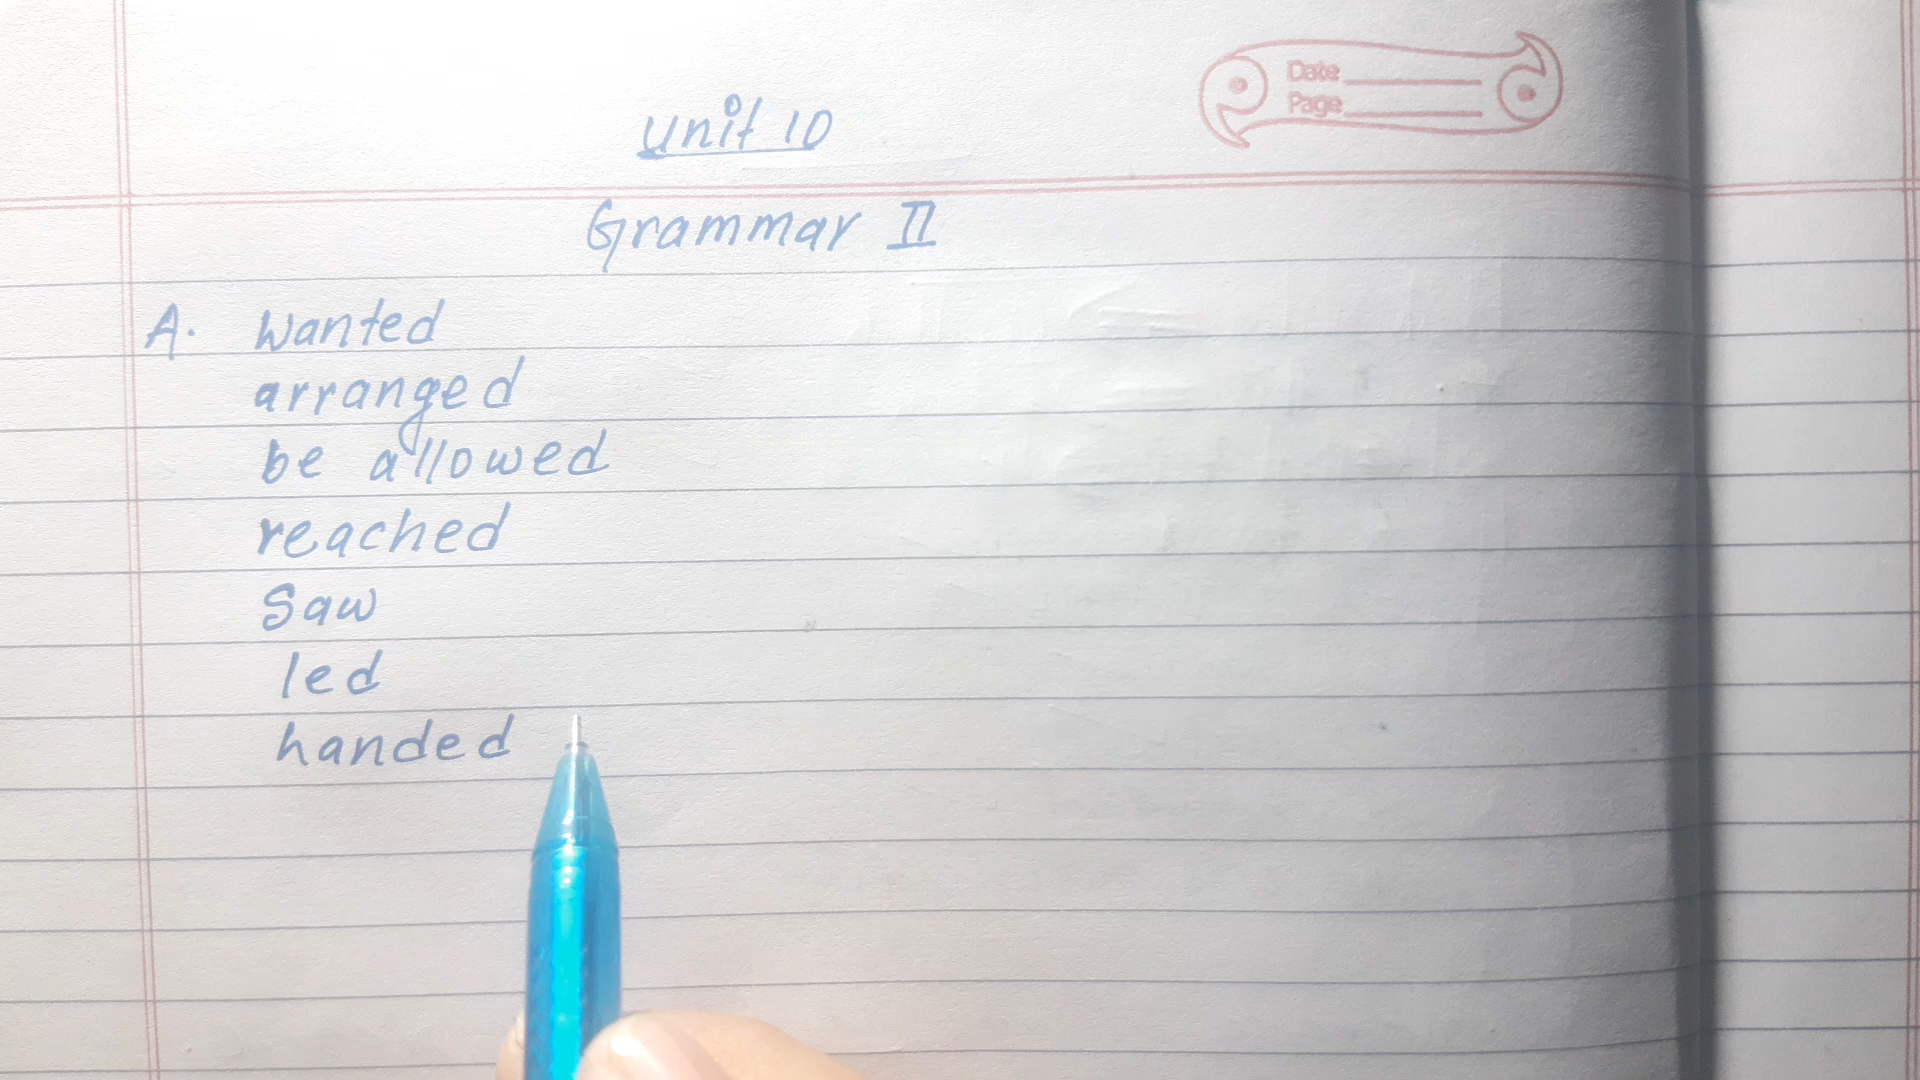 Date
Page
Unit 10
Grammar II
A. Wanted
arranged
be allowed
reached
Saw
led
handed